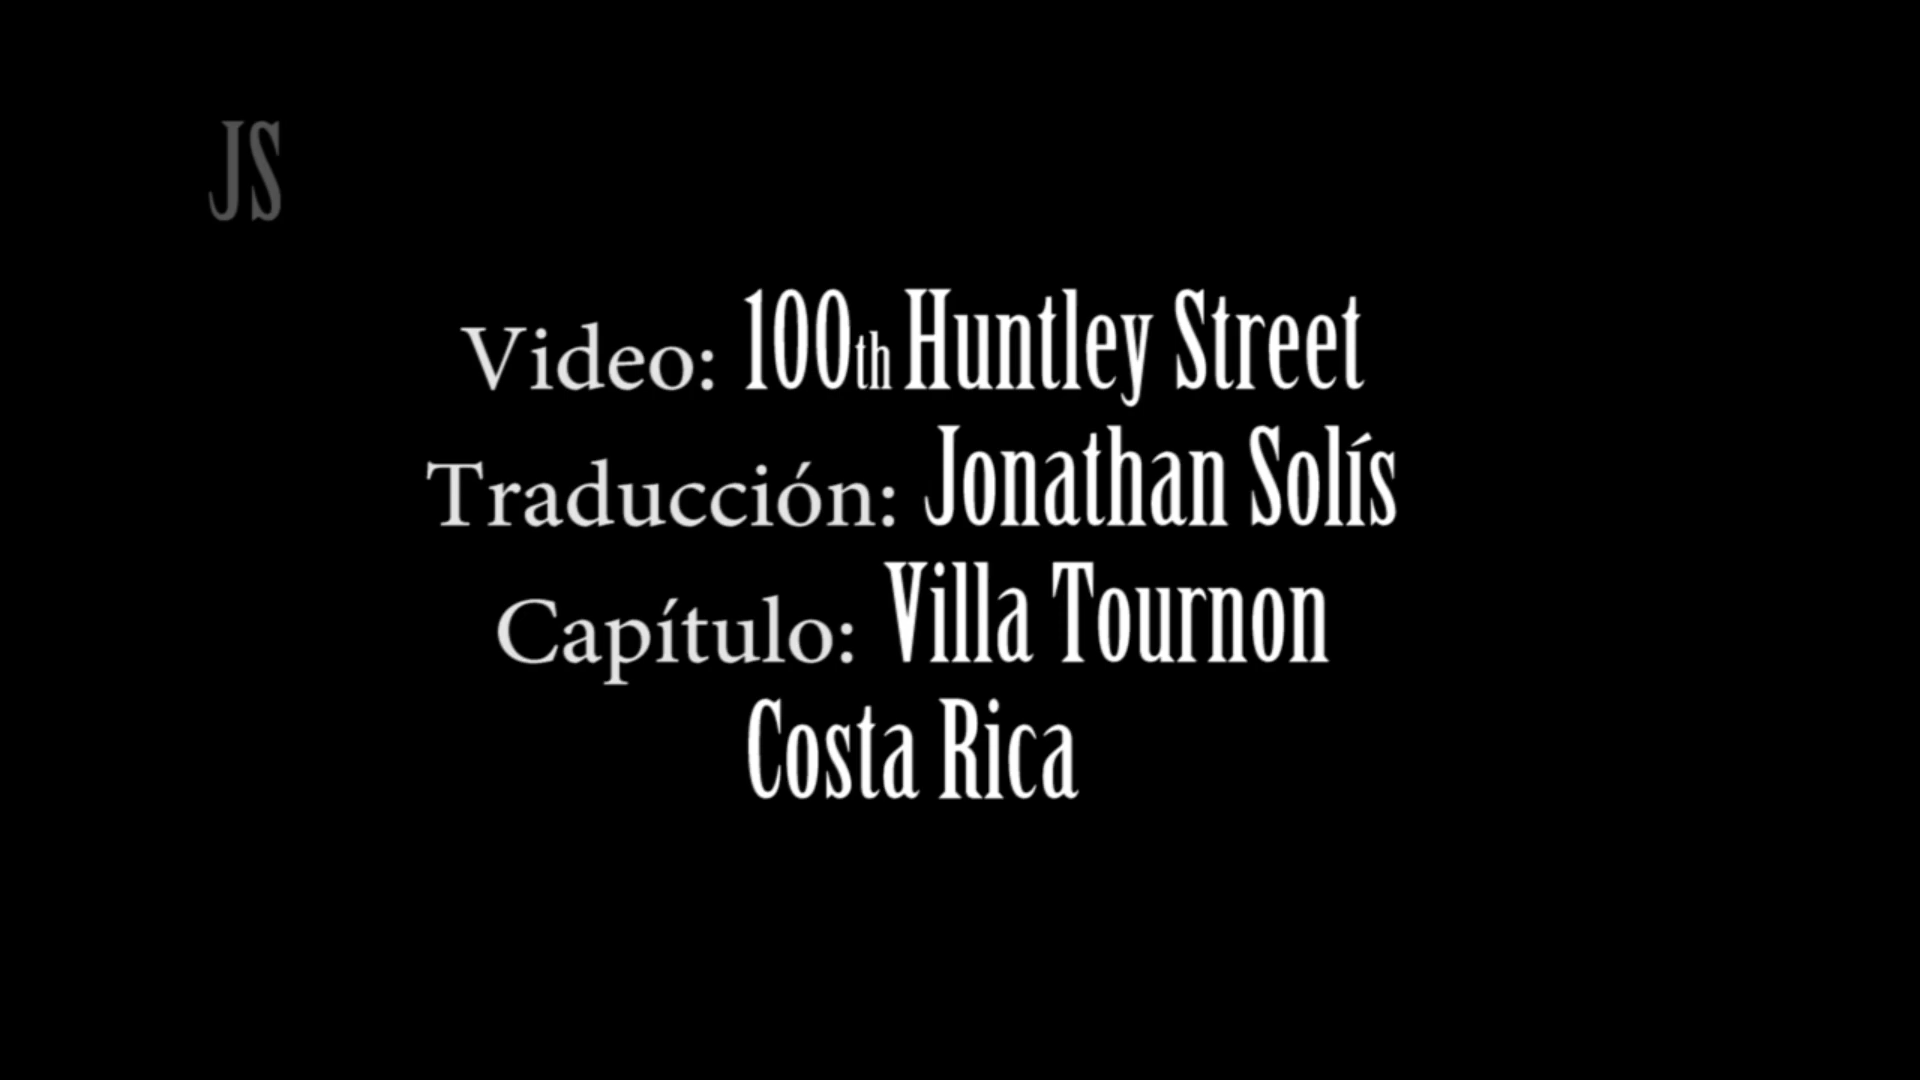 JS
Video: 100th Huntley Street
Traducción: Jonathan Solís
Capítulo: Villa Tournon
Costa Rica